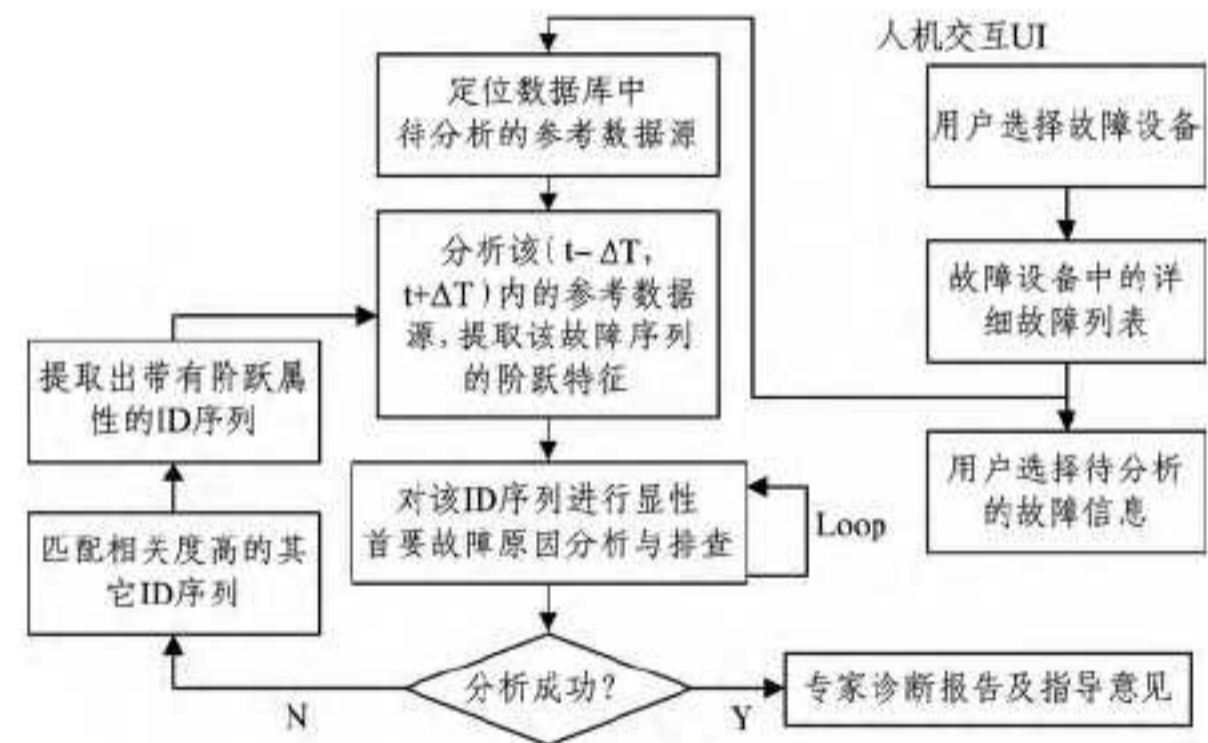 人机交互UI
用户选择故障设备
故障设备中的详
细故障列表
用户选择待分析
的故障信息
定位数据库中
待分析的参考数据源
分析该(t-ΔT,
t+ΔT)内的参考数据
源,提取该故障序列
的阶跃特征
对该ID序列进行显性
首要故障原因分析与排查
Loop
分析成功?
N
Y
匹配相关度高的其
它ID序列
提取出带有阶跃属
性的ID序列
专家诊断报告及指导意见